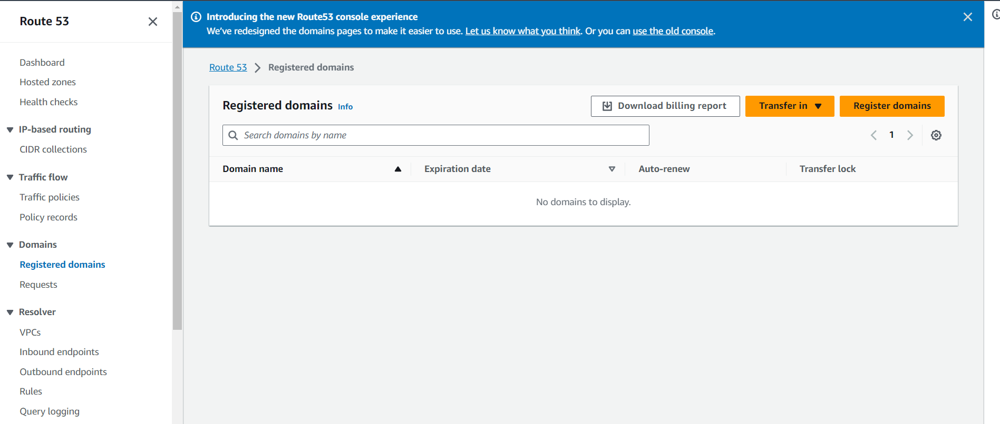 Route 53
Dashboard
Hosted zones
Health checks
IP-based routing
CIDR collections
Traffic flow
Traffic policies
Policy records
Domains
Registered domains
Requests
Resolver
VPCs
Inbound endpoints
Outbound endpoints
Rules
Query logging
Introducing the new Route53 console experience
We've redesigned the domains pages to make it easier to use. Let us know what you think. Or you can use the old console.
Route 53 Registered domains
Registered domains Info Download billing report Transfer in Register domains
Search domains by name 1
Domain name Expiration date Auto-renew Transfer lock
No domains to display.